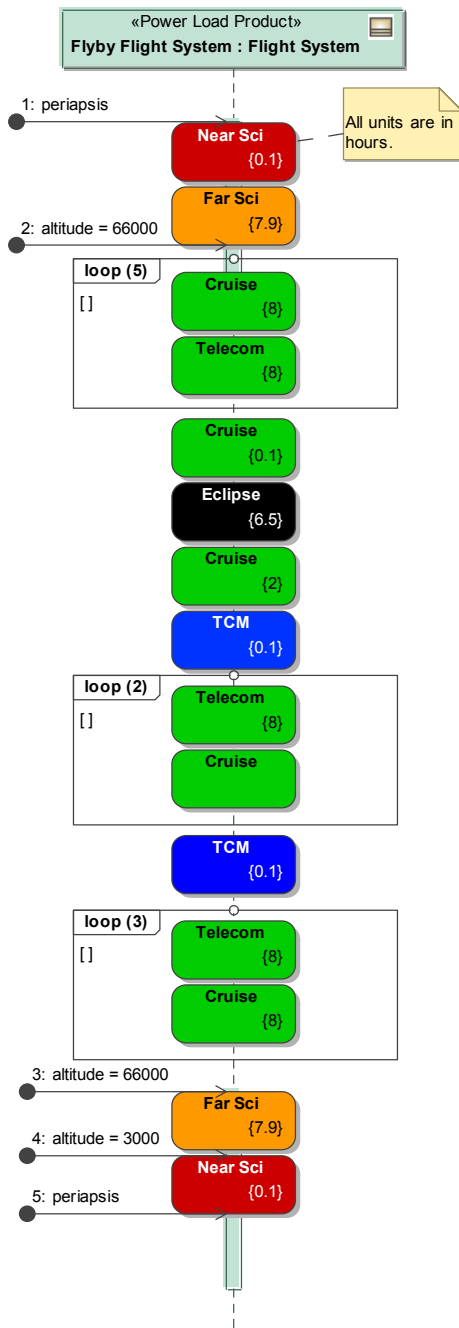 «Power Load Product»
Flyby Flight System : Flight System
1: periapsis
All units are in
hours.
Near Sci
{0.1}
Far Sci
{7.9}
2: altitude = 66000
loop (5)
[ ]
Cruise
{8}
Telecom
{8}
Cruise
{0.1}
Eclipse
{6.5}
Cruise
{2}
TCM
{0.1}
loop (2)
[ ]
Telecom
{8}
Cruise
TCM
{0.1}
loop (3)
[ ]
Telecom
{8}
Cruise
{8}
3: altitude = 66000
Far Sci
{7.9}
4: altitude = 3000
Near Sci
{0.1}
5: periapsis